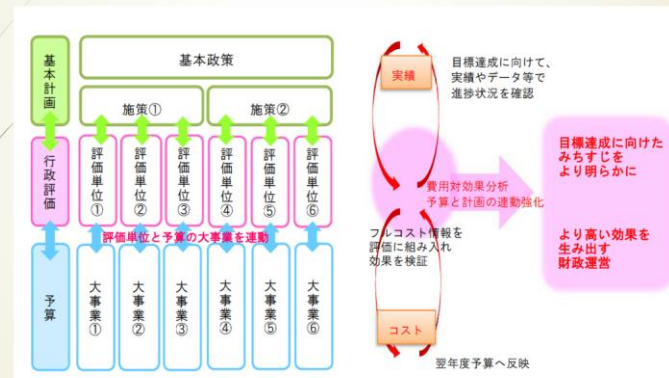 基本計画
基本政策
施策①
施策②
行政評価
評価単位①
評価単位②
評価単位③
評価単位④
評価単位⑤
評価単位⑥
評価単位と予算の大事業を連動
予算
大事業①
大事業②
大事業③
大事業④
大事業⑤
大事業⑥
実績
目標達成に向けて、
実績やデータ等で
進捗状況を確認
費用対効果分析
予算と計画の連動強化
フルコスト情報を
評価に組み入れ
効果を検証
コスト
翌年度予算へ反映
目標達成に向けた
みちすじを
より明らかに
より高い効果を
生み出す
財政運営